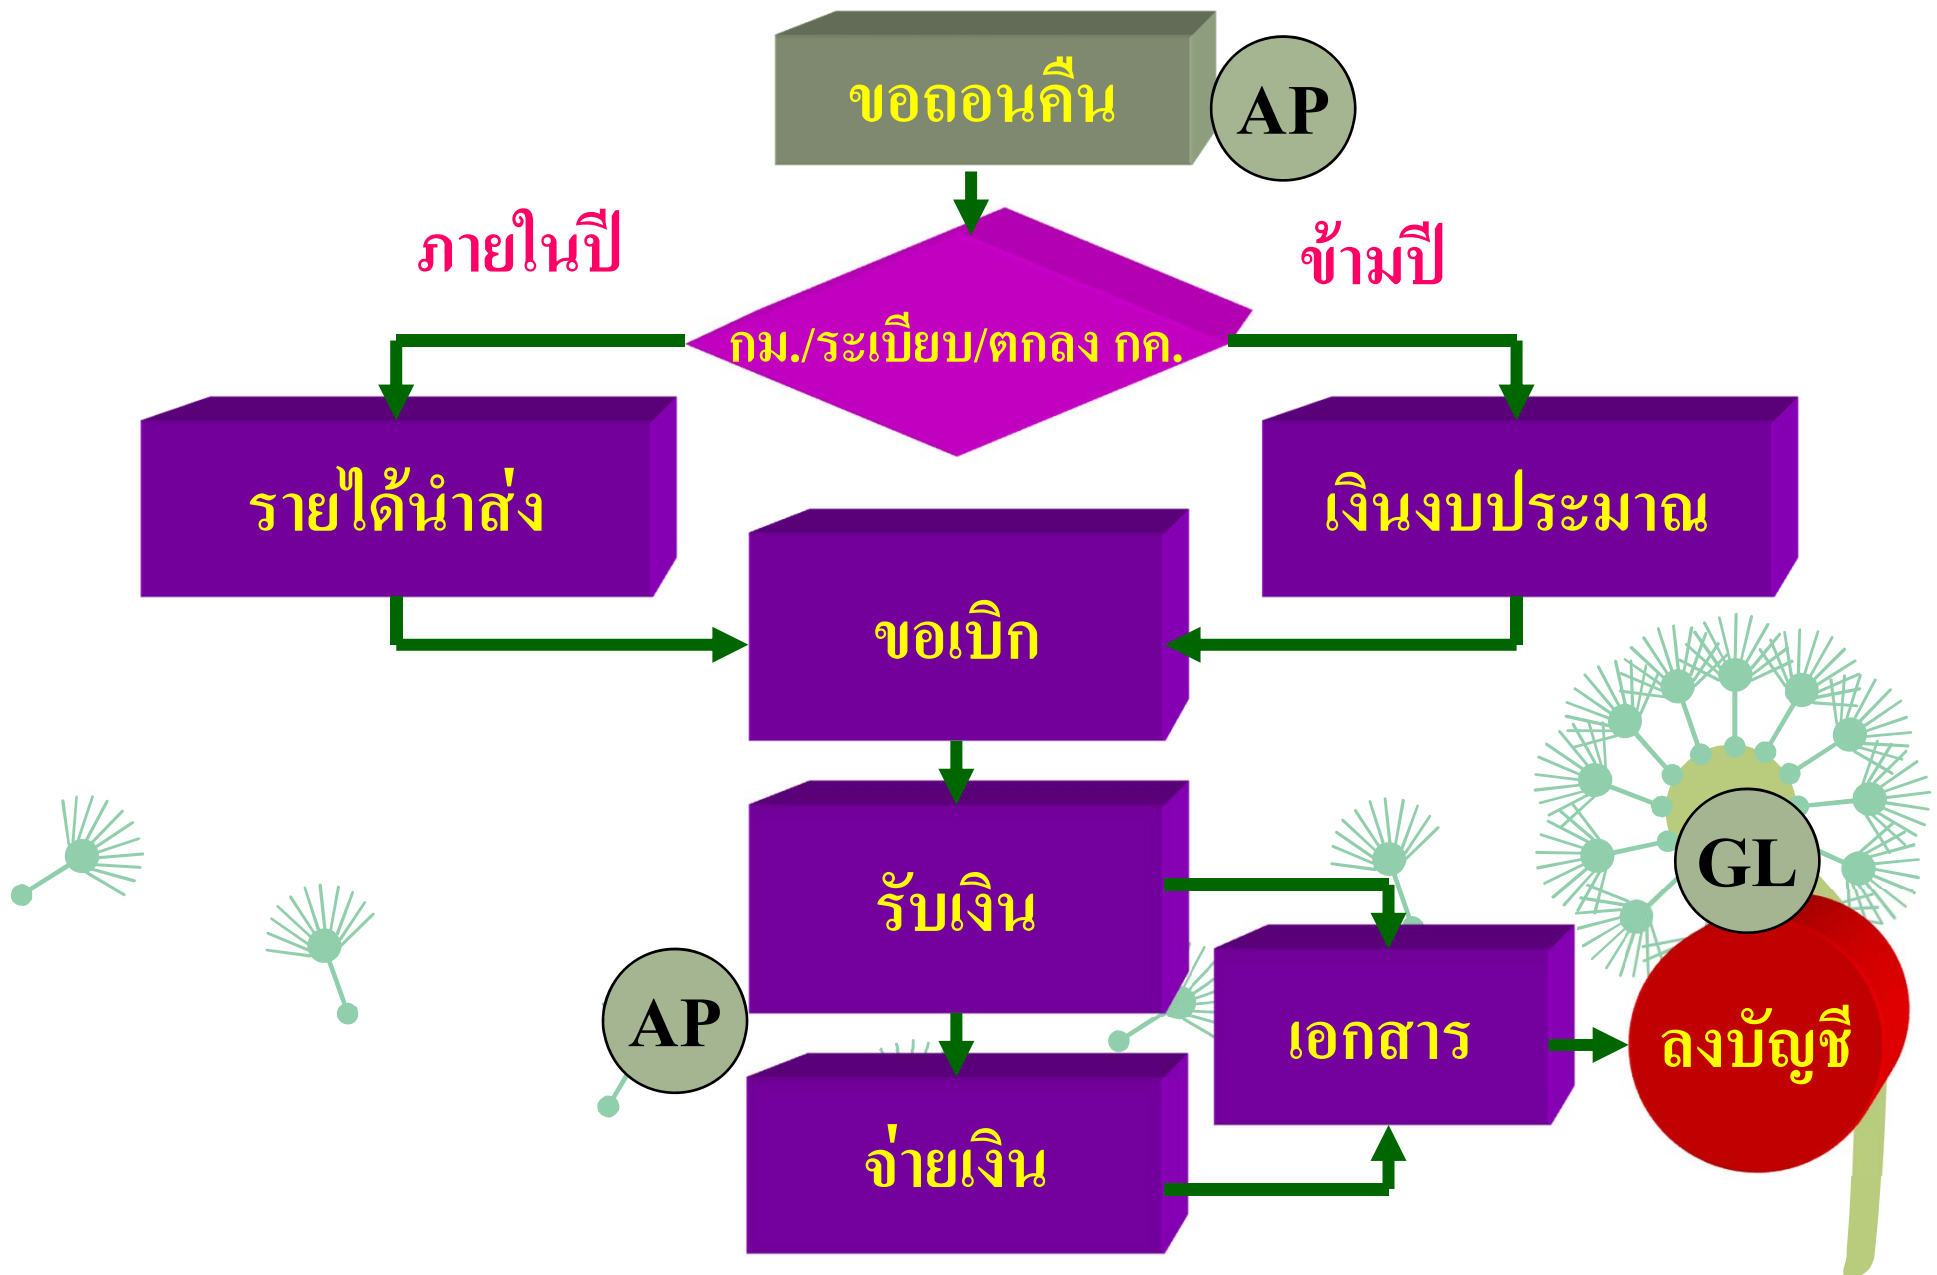 ขอถอนคืน
AP
ภายในปี
ข้ามปี
กม./ระเบียบ/ตกลง กค.
รายได้นำส่ง
เงินงบประมาณ
ขอเบิก
รับเงิน
GL
AP
เอกสาร
ลงบัญชี
จ่ายเงิน